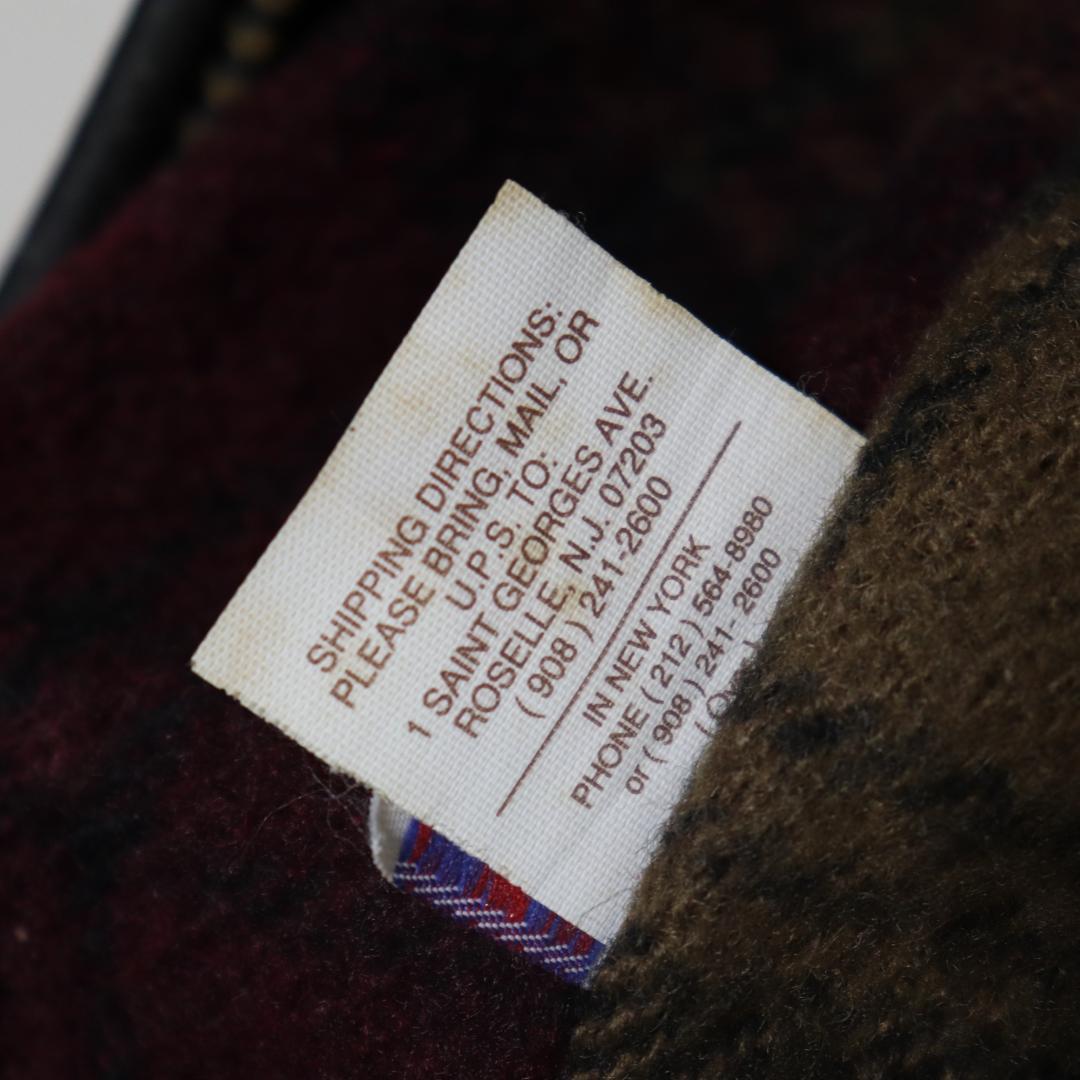 SHIPPING DIRECTIONS:
PLEASE BRING, MAIL, OR
U.P.S. TO:
1 SAINT GEORGES AVE.
ROSELLE, N.J. 07203
( 908 ) 241-2600
IN NEW YORK
PHONE ( 212 ) 564-8980
or ( 908 ) 241- 2600